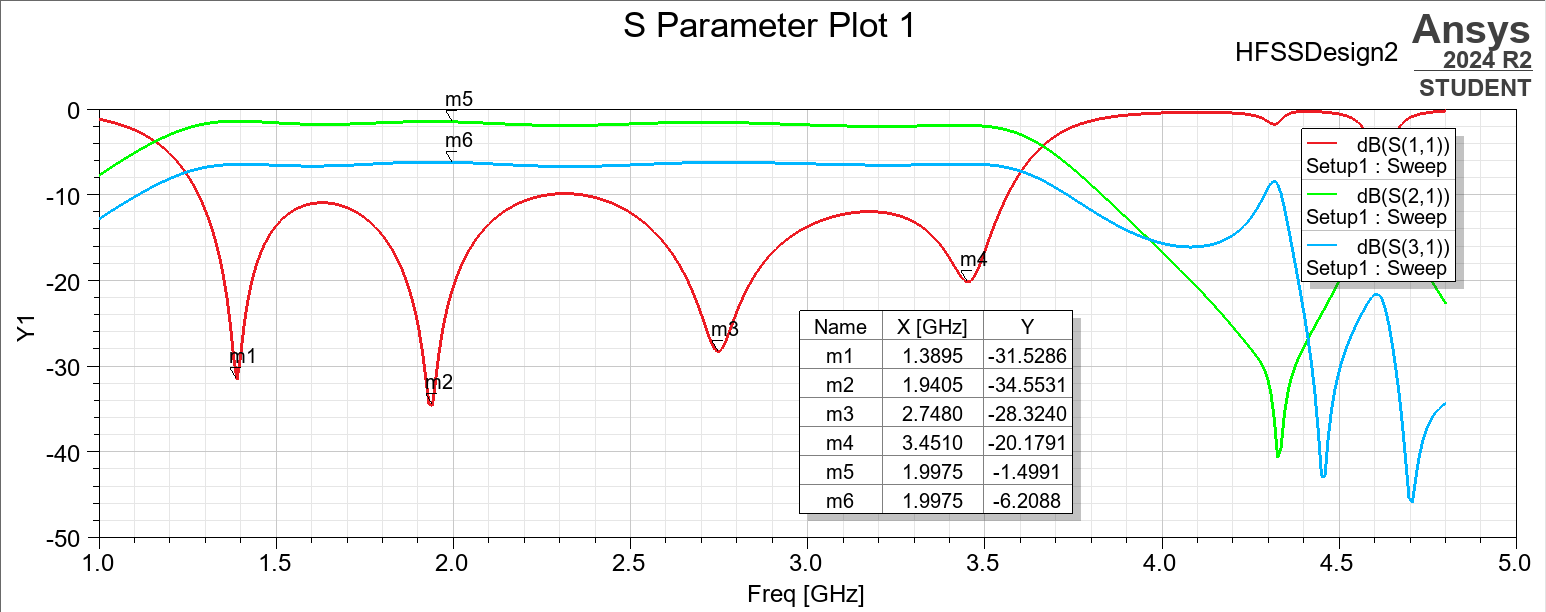 S Parameter Plot 1
HFSSDesign2
Ansys
2024 R2
STUDENT
m5
m6
m1
m2
m3
m4
Y1
0
-10
-20
-30
-40
-50
dB(S(1,1))
Setup1 : Sweep
dB(S(2,1))
Setup1 : Sweep
dB(S(3,1))
Setup1 : Sweep
Name X [GHz] Y
m1 1.3895 -31.5286
m2 1.9405 -34.5531
m3 2.7480 -28.3240
m4 3.4510 -20.1791
m5 1.9975 -1.4991
m6 1.9975 -6.2088
1.0 1.5 2.0 2.5 3.0 3.5 4.0 4.5 5.0
Freq [GHz]